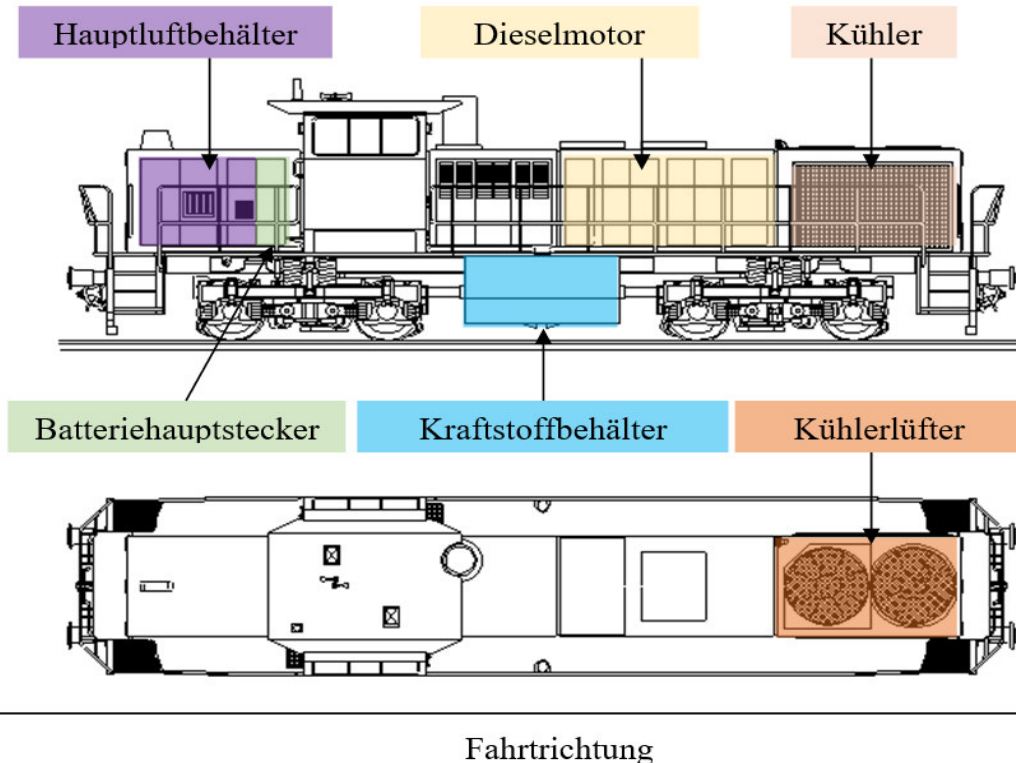 Hauptluftbehälter
Dieselmotor
Kühler
Batteriehauptstecker
Kraftstoffbehälter
Kühlerlüfter
Fahrtrichtung